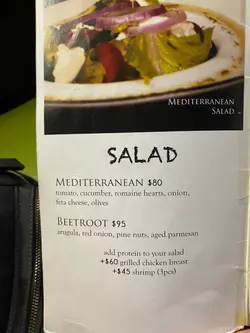 Mediterranean
Salad
SALAD
Mediterranean $80
tomato, cucumber, romaine hearts, onion,
feta cheese, olives
Beetroot $95
arugula, red onion, pine nuts, aged parmesan
add protein to your salad
+$60 grilled chicken breast
+$45 shrimp (3pcs)